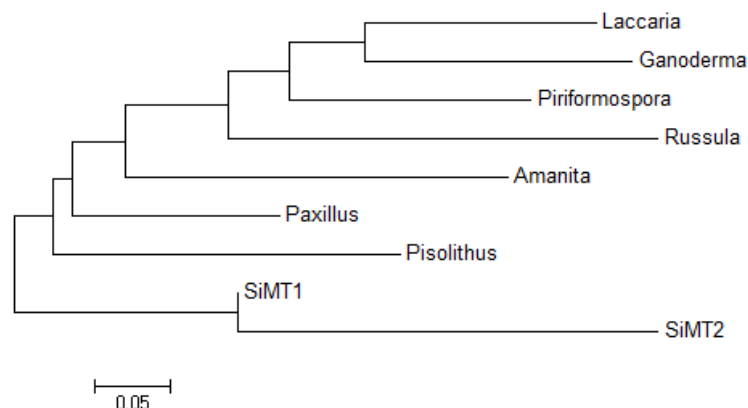 Laccaria
Ganoderma
Piriformospora
Russula
Amanita
Paxillus
Pisolithus
SiMT1
SiMT2
0.05